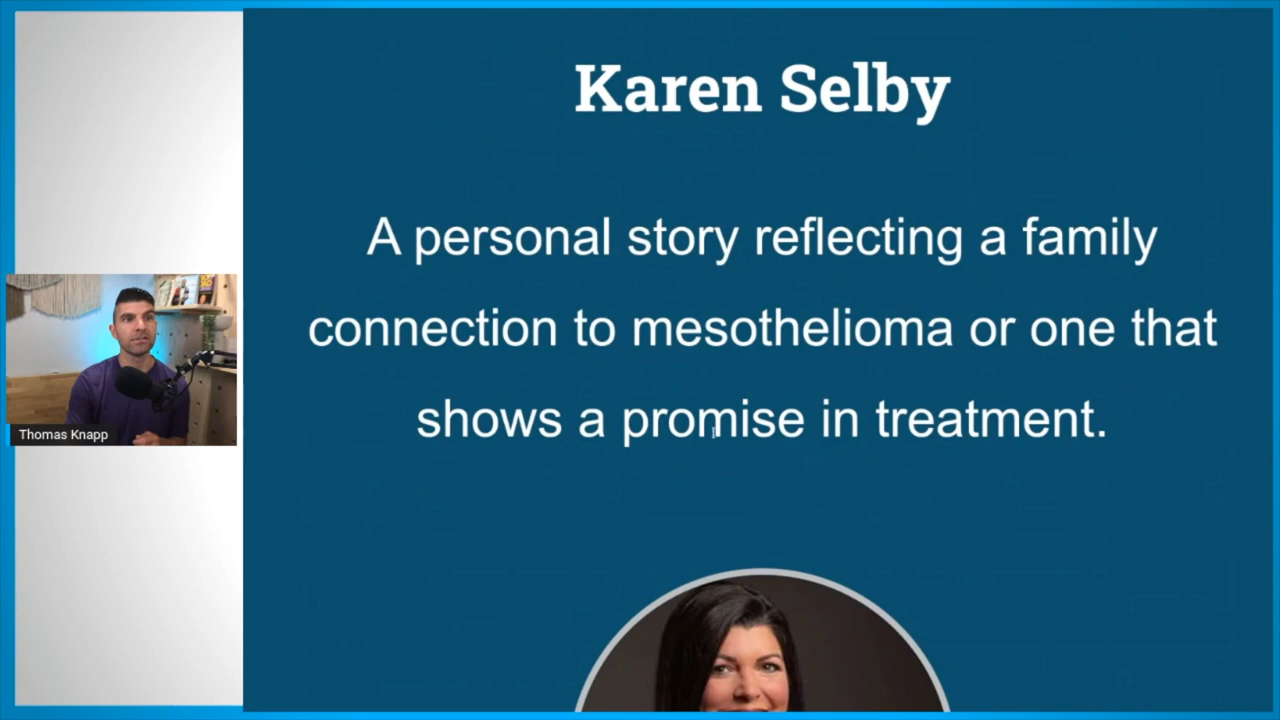 Karen Selby
A personal story reflecting a family
connection to mesothelioma or one that
shows a promise in treatment.
Thomas Knapp